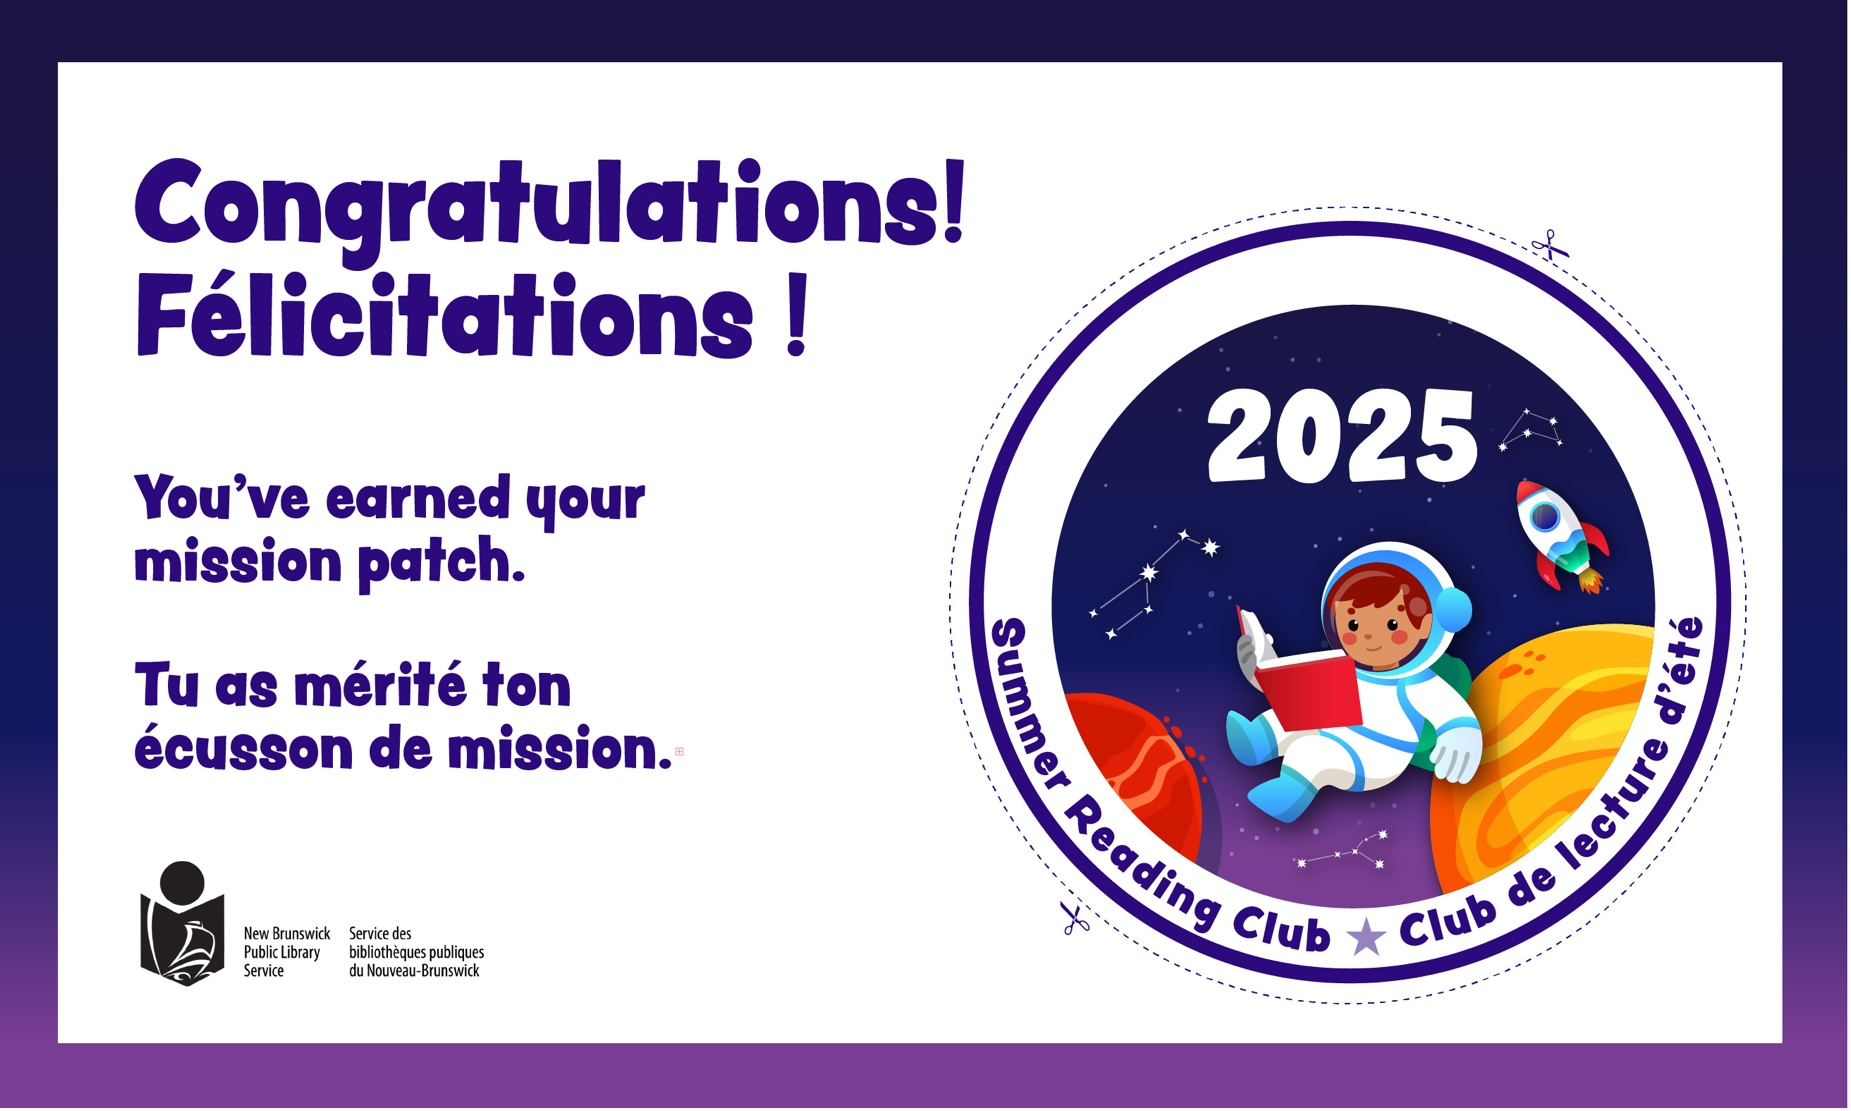 Congratulations!
Félicitations !
You’ve earned your
mission patch.
Tu as mérité ton
écusson de mission.
New Brunswick
Public Library
Service
Service des
bibliothèques publiques
du Nouveau-Brunswick
2025
Summer Reading Club ★ Club de lecture d’été